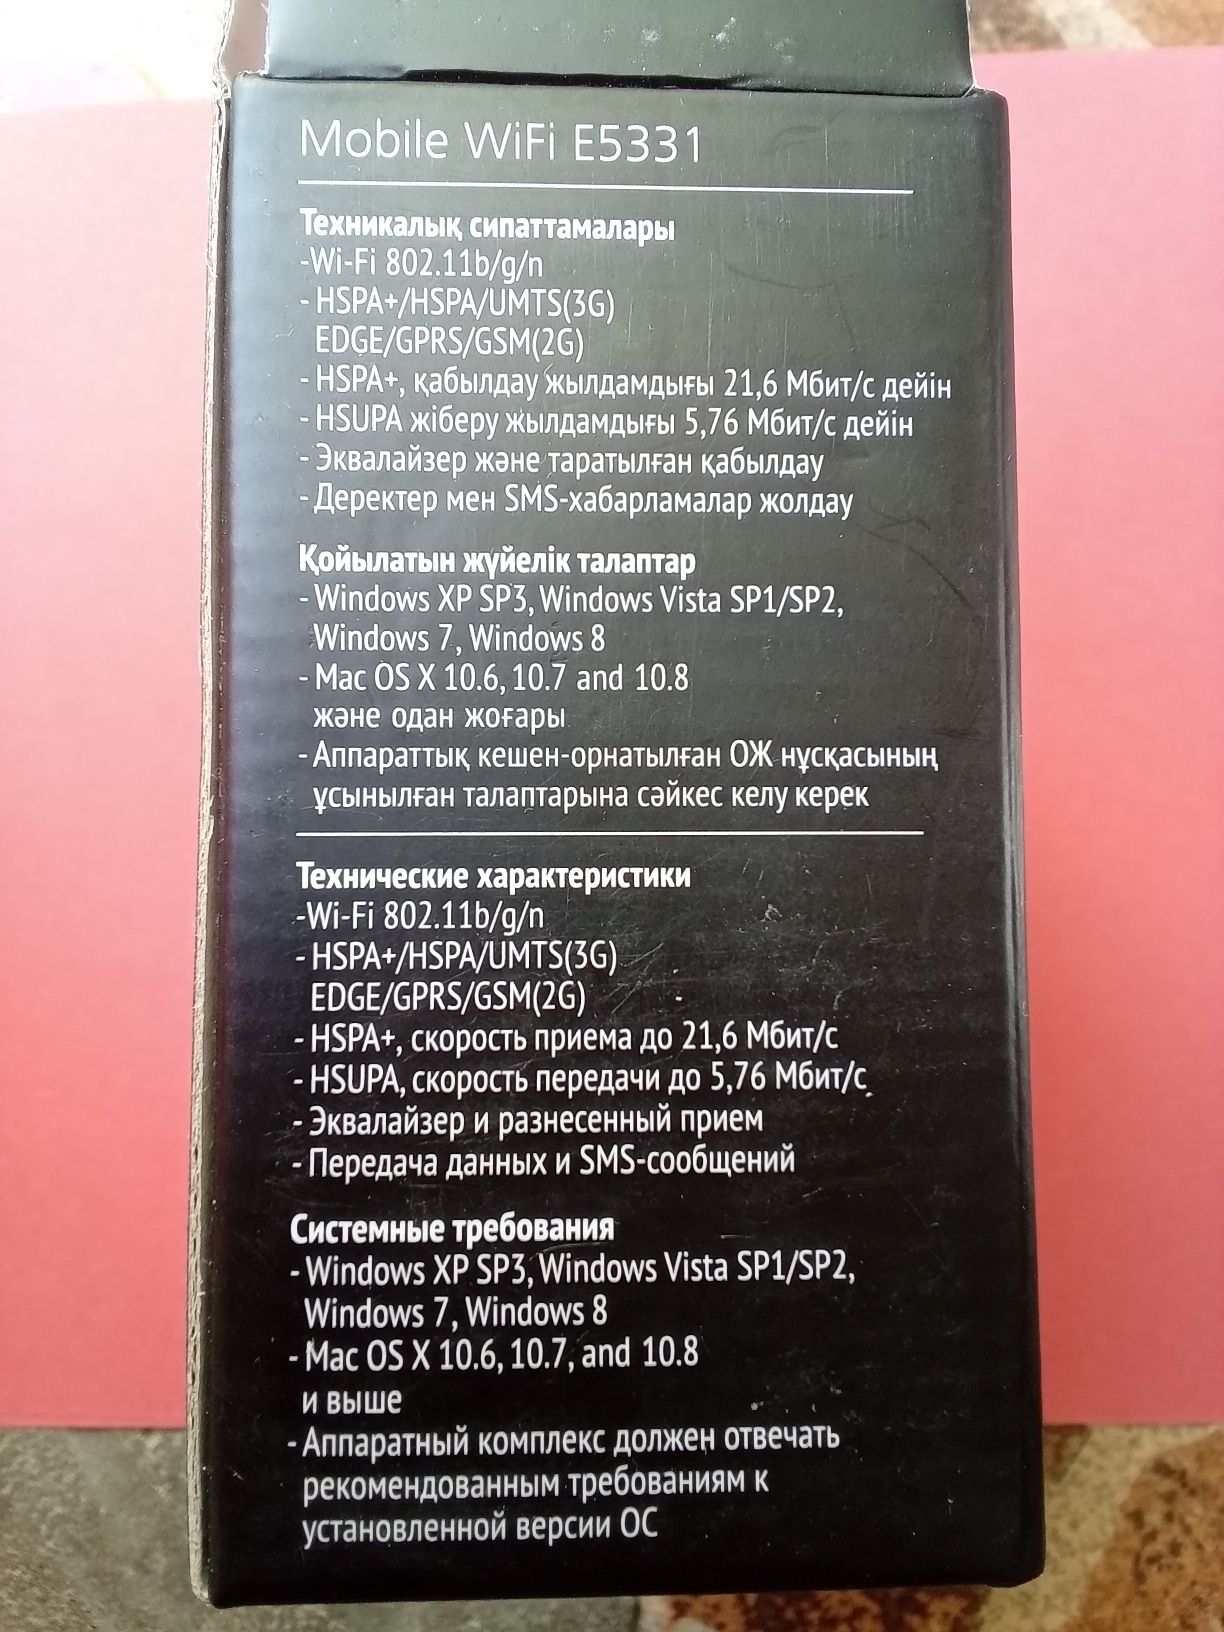 Mobile WiFi E5331
Техникалық сипаттамалары
-Wi-Fi 802.11b/g/n
- HSPA+/HSPA/UMTS(3G)
EDGE/GPRS/GSM(2G)
- HSPA+, қабылдау жылдамдығы 21,6 Мбит/с дейін
- HSUPA жіберу жылдамдығы 5,76 Мбит/с дейін
- Эквалайзер және таратылған қабылдау
- Деректер мен SMS-хабарламалар жолдау
Қойылатын жүйелік талаптар
- Windows XP SP3, Windows Vista SP1/SP2,
Windows 7, Windows 8
- Mac OS X 10.6, 10.7 and 10.8
және одан жоғары
- Аппараттық кешен-орнатылған ОЖ нұсқасының
ұсынылған талаптарына сәйкес келу керек
Технические характеристики
-Wi-Fi 802.11b/g/n
- HSPA+/HSPA/UMTS(3G)
EDGE/GPRS/GSM(2G)
- HSPA+, скорость приема до 21,6 Мбит/с
- HSUPA, скорость передачи до 5,76 Мбит/с
- Эквалайзер и разнесенный прием
- Передача данных и SMS-сообщений
Системные требования
- Windows XP SP3, Windows Vista SP1/SP2,
Windows 7, Windows 8
- Mac OS X 10.6, 10.7, and 10.8
и выше
- Аппаратный комплекс должен отвечать
рекомендованным требованиям к
установленной версии ОС